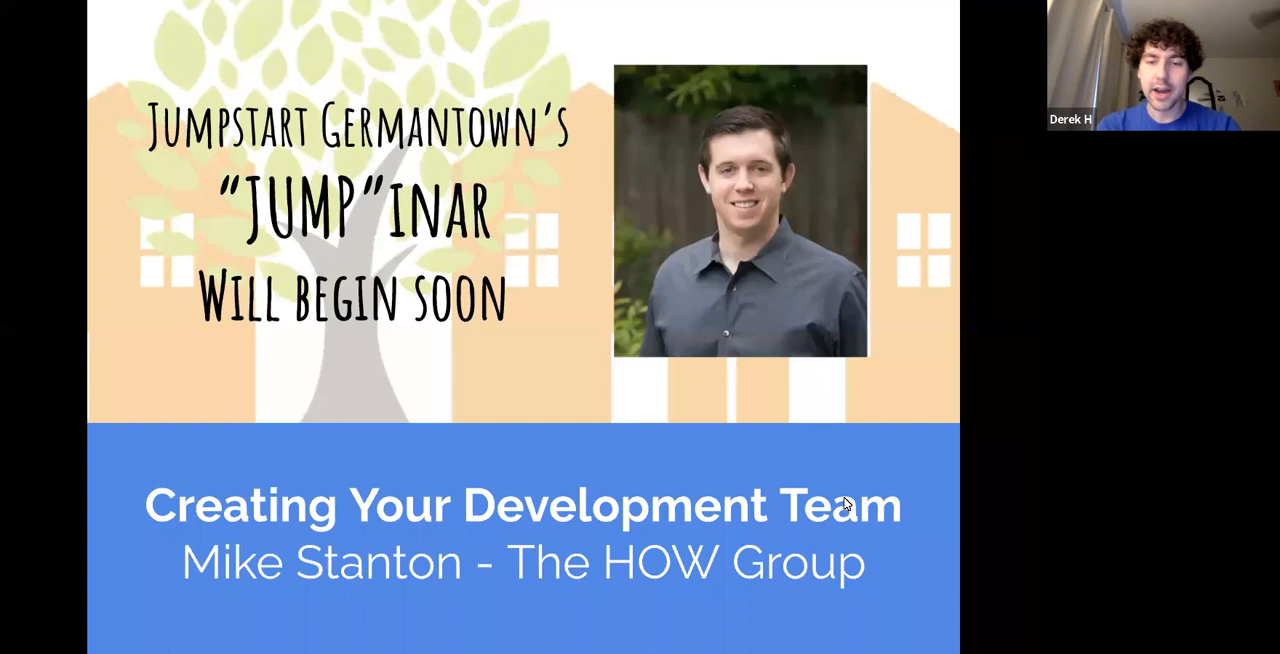 Jumpstart Germantown's
"JUMP"inar
Will begin soon
Creating Your Development Team
Mike Stanton - The HOW Group
Derek H